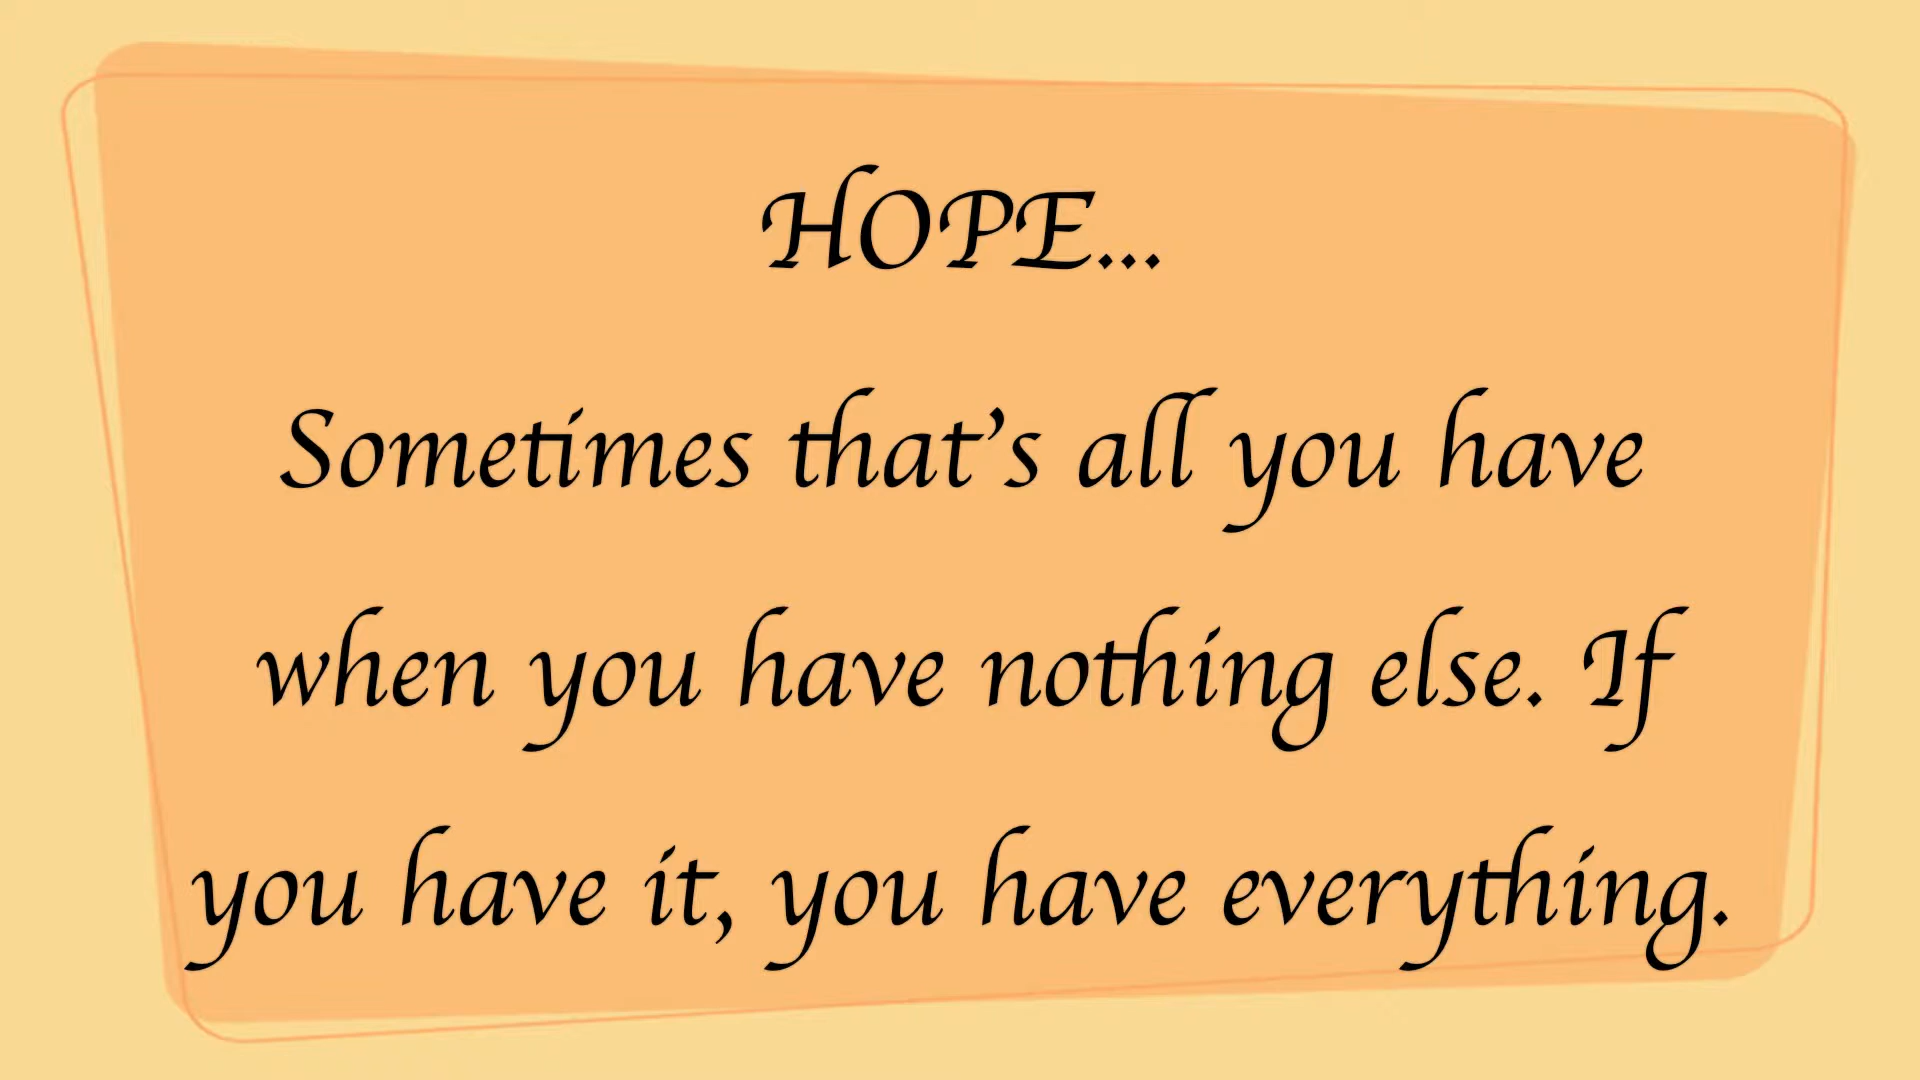 HOPE...
Sometimes that's all you have
when you have nothing else. If
you have it, you have everything.